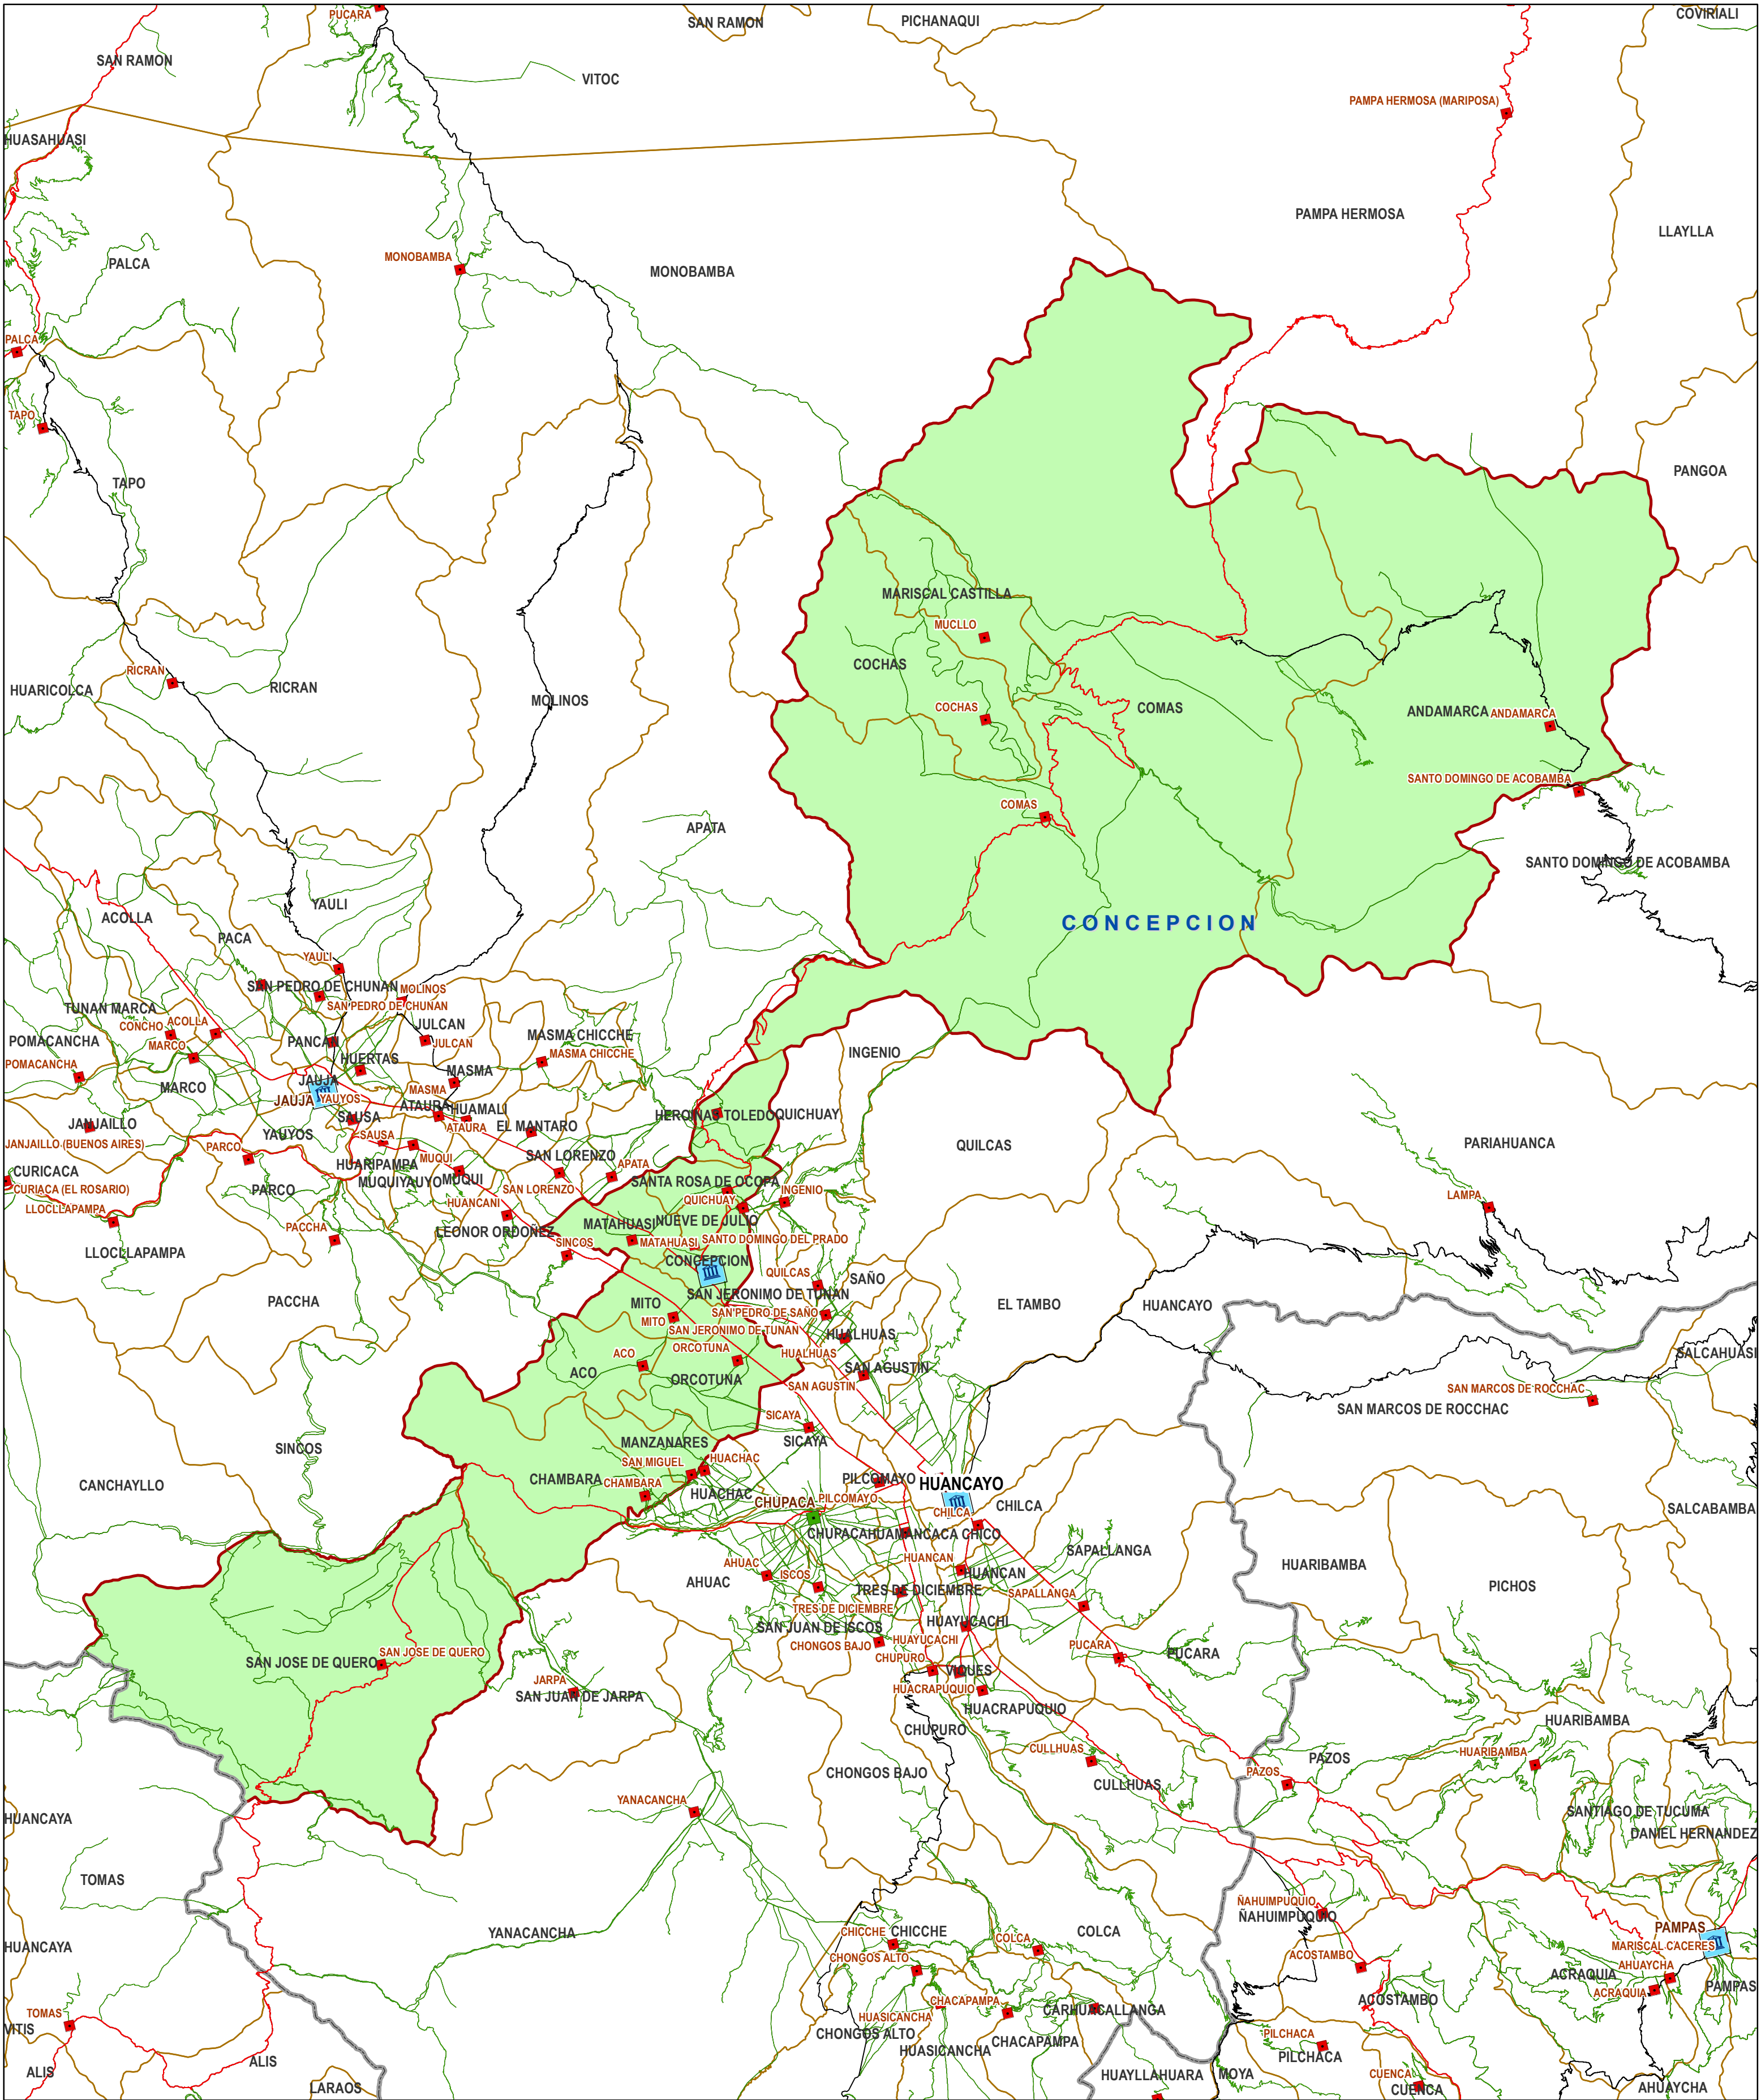 PUCARA
SAN RAMON
PICHANAQUI
COVIRIALI
SAN RAMON
VITOC
PAMPA HERMOSA (MARIPOSA)
HUASAHUASI
PAMPA HERMOSA
LLAYLLA
PALCA
MONOBAMBA
MONOBAMBA
PALCA
TAPO
TAPO
PANGOA
MARISCAL CASTILLA
MUCLLO
COCHAS
RICRAN
HUARICOLCA
RICRAN
MOLINOS
COCHAS
COMAS
ANDAMARCA
ANDAMARCA
SANTO DOMINGO DE ACOBAMBA
COMAS
APATA
SANTO DOMINGO DE ACOBAMBA
YAULI
ACOLLA
CONCEPCION
PACA
YAULI
SAN PEDRO DE CHUNAN
MOLINOS
SAN PEDRO DE CHUNAN
TUNAN MARCA
CONCHO
ACOLLA
JULCAN
MASMA CHICCHE
POMACANCHA
PANCAN
JULCAN
MARCO
HUERTAS
MASMA CHICCHE
INGENIO
POMACANCHA
MASMA
MARCO
JAUJA
MASMA
JAUJA
YAUYOS
ATAURA
HUAMALI
HEROINAS TOLEDO
QUICHUAY
JANJAILLO
SAUSA
ATAURA
EL MANTARO
YAUYOS
SAUSA
JANJAILLO (BUENOS AIRES)
PARCO
QUILCAS
PARIAHUANCA
SAN LORENZO
HUARIPAMPA
MUQUI
APATA
CURICACA
MUQUIYAUYO
MUQUI
SANTA ROSA DE OCOPA
CURIACA (EL ROSARIO)
PARCO
SAN LORENZO
QUICHUAY
INGENIO
LAMPA
LLOCLLAPAMPA
HUANCANI
PACCHA
LEONOR ORDOÑEZ
MATAHUASI
NUEVE DE JULIO
SINCOS
MATAHUASI
SANTO DOMINGO DEL PRADO
LLOCLLAPAMPA
CONCEPCION
QUILCAS
SAÑO
SAN JERONIMO DE TUNAN
PACCHA
MITO
EL TAMBO
HUANCAYO
SAN PEDRO DE SAÑO
MITO
SAN JERONIMO DE TUNAN
HUALHUAS
ORCOTUNA
HUALHUAS
ACO
SALCAHUASI
ACO
ORCOTUNA
SAN AGUSTIN
SAN AGUSTIN
SAN MARCOS DE ROCCHAC
SAN MARCOS DE ROCCHAC
SICAYA
SICAYA
SINCOS
MANZANARES
SAN MIGUEL
HUACHAC
CANCHAYLLO
CHAMBARA
CHAMBARA
PILCOMAYO
HUANCAYO
HUACHAC
CHUPACA
PILCOMAYO
CHILCA
CHILCA
SALCABAMBA
CHUPACA
HUAMANCACA CHICO
SAPALLANGA
HUANCAN
AHUAC
HUANCAN
HUARIBAMBA
ISCOS
AHUAC
TRES DE DICIEMBRE
SAPALLANGA
PICHOS
TRES DE DICIEMBRE
SAN JUAN DE ISCOS
HUAYUCACHI
HUAYUCACHI
CHONGOS BAJO
PUCARA
SAN JOSE DE QUERO
SAN JOSE DE QUERO
CHUPURO
PUCARA
VIQUES
JARPA
HUACRAPUQUIO
SAN JUAN DE JARPA
HUACRAPUQUIO
CHUPURO
HUARIBAMBA
CULLHUAS
PAZOS
HUARIBAMBA
CHONGOS BAJO
PAZOS
CULLHUAS
YANACANCHA
SANTIAGO DE TUCUMA
HUANCAYA
DANIEL HERNANDEZ
TOMAS
ÑAHUIMPUQUIO
ÑAHUIMPUQUIO
YANACANCHA
CHICCHE
CHICCHE
COLCA
COLCA
PAMPAS
HUANCAYA
MARISCAL CACERES
CHONGOS ALTO
ACOSTAMBO
AHUAYCHA
ACRAQUIA
PAMPAS
ACRAQUIA
CHACAPAMPA
ACOSTAMBO
TOMAS
CARHUACALLANGA
HUASICANCHA
VITIS
CHONGOS ALTO
PILCHACA
CHACAPAMPA
HUASICANCHA
PILCHACA
ALIS
ALIS
HUAYLLAHUARA
MOYA
CUENCA
LARAOS
CUENCA
AHUAYCHA